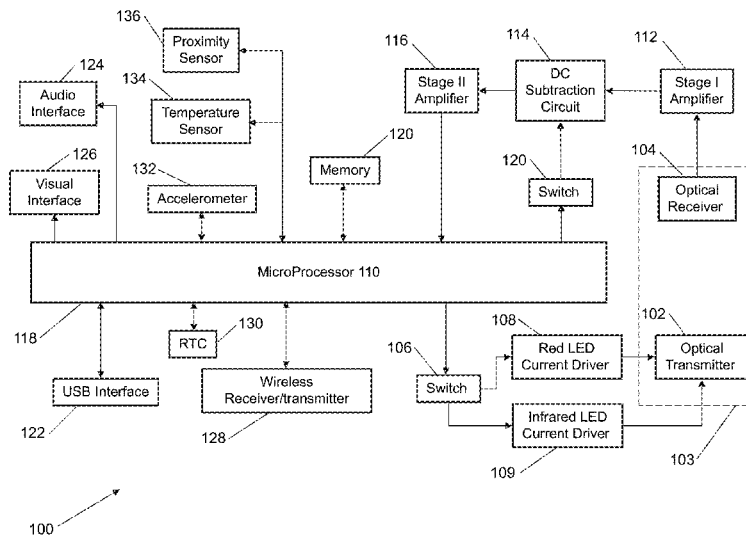 136
Proximity
Sensor
124
Audio
Interface
134
Temperature
Sensor
116
Stage II
Amplifier
114
DC
Subtraction
Circuit
112
Stage I
Amplifier
126
Visual
Interface
132
Accelerometer
120
Memory
120
Switch
104
Optical
Receiver
MicroProcessor 110
118
RTC
130
106
Switch
108
Red LED
Current Driver
102
Optical
Transmitter
USB Interface
122
Wireless
Receiver/transmitter
128
Infrared LED
Current Driver
109
103
100